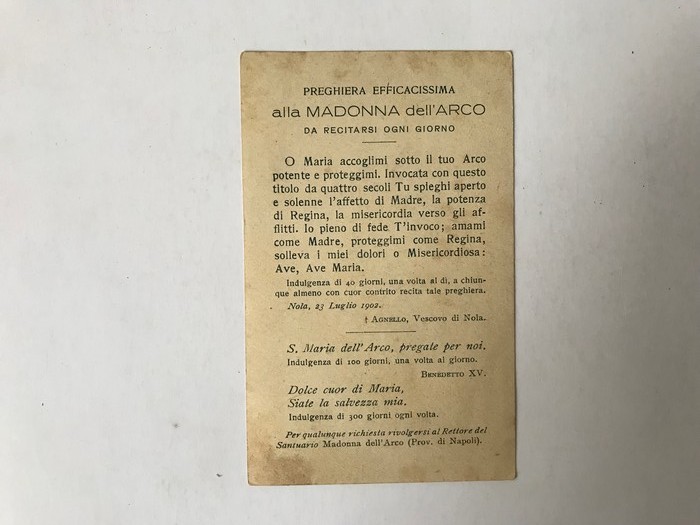 PREGHIERA EFFICACISSIMA
alla MADONNA dell'ARCO
DA RECITARSI OGNI GIORNO
O Maria accoglimi sotto il tuo Arco
potente e proteggimi. Invocata con questo
titolo da quattro secoli Tu spieghi aperto
e solenne l'affetto di Madre, la potenza
di Regina, la misericordia verso gli af-
flitti. Io pieno di fede T'invoco; amami
come Madre, proteggimi come Regina,
solleva i miei dolori o Misericordiosa:
Ave, Ave Maria.
Indulgenza di 40 giorni, una volta al dì, a chiun-
que almeno con cuor contrito recita tale preghiera.
Nola, 23 Luglio 1902.
† AGNELLO, Vescovo di Nola.
S. Maria dell'Arco, pregate per noi.
Indulgenza di 100 giorni, una volta al giorno.
BENEDETTO XV.
Dolce cuor di Maria,
Siate la salvezza mia.
Indulgenza di 300 giorni ogni volta.
Per qualunque richiesta rivolgersi al Rettore del
Santuario Madonna dell'Arco (Prov. di Napoli).